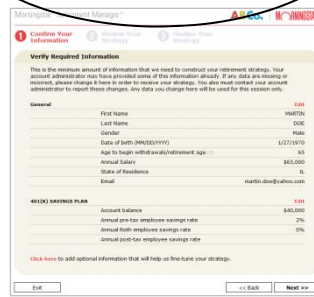 Morningstar Retirement Manager
ABCo. MORNINGSTAR
1 Confirm Your Information 2 Review Your Strategy 3 Finalize Your Strategy
Verify Required Information
This is the minimum amount of information that we need to construct your retirement strategy. Your
account administrator may have provided some of this information already. If any data are missing or
incorrect, please change it here in order to receive your strategy. You also must contact your account
administrator to report these changes. Any data you change here will be used for this session only.
General Edit
First Name MARTIN
Last Name DOE
Gender Male
Date of birth (MM/DD/YYYY) 1/27/1970
Age to begin withdrawals/retirement age 65
Annual Salary $65,000
State of Residence IL
Email martin.doe@yahoo.com
401(K) SAVINGS PLAN Edit
Account balance $40,000
Annual pre-tax employee savings rate 2%
Annual Roth employee savings rate 0%
Annual post-tax employee savings rate
Click here to add optional information that will help us fine-tune your strategy.
Exit << Back Next >>